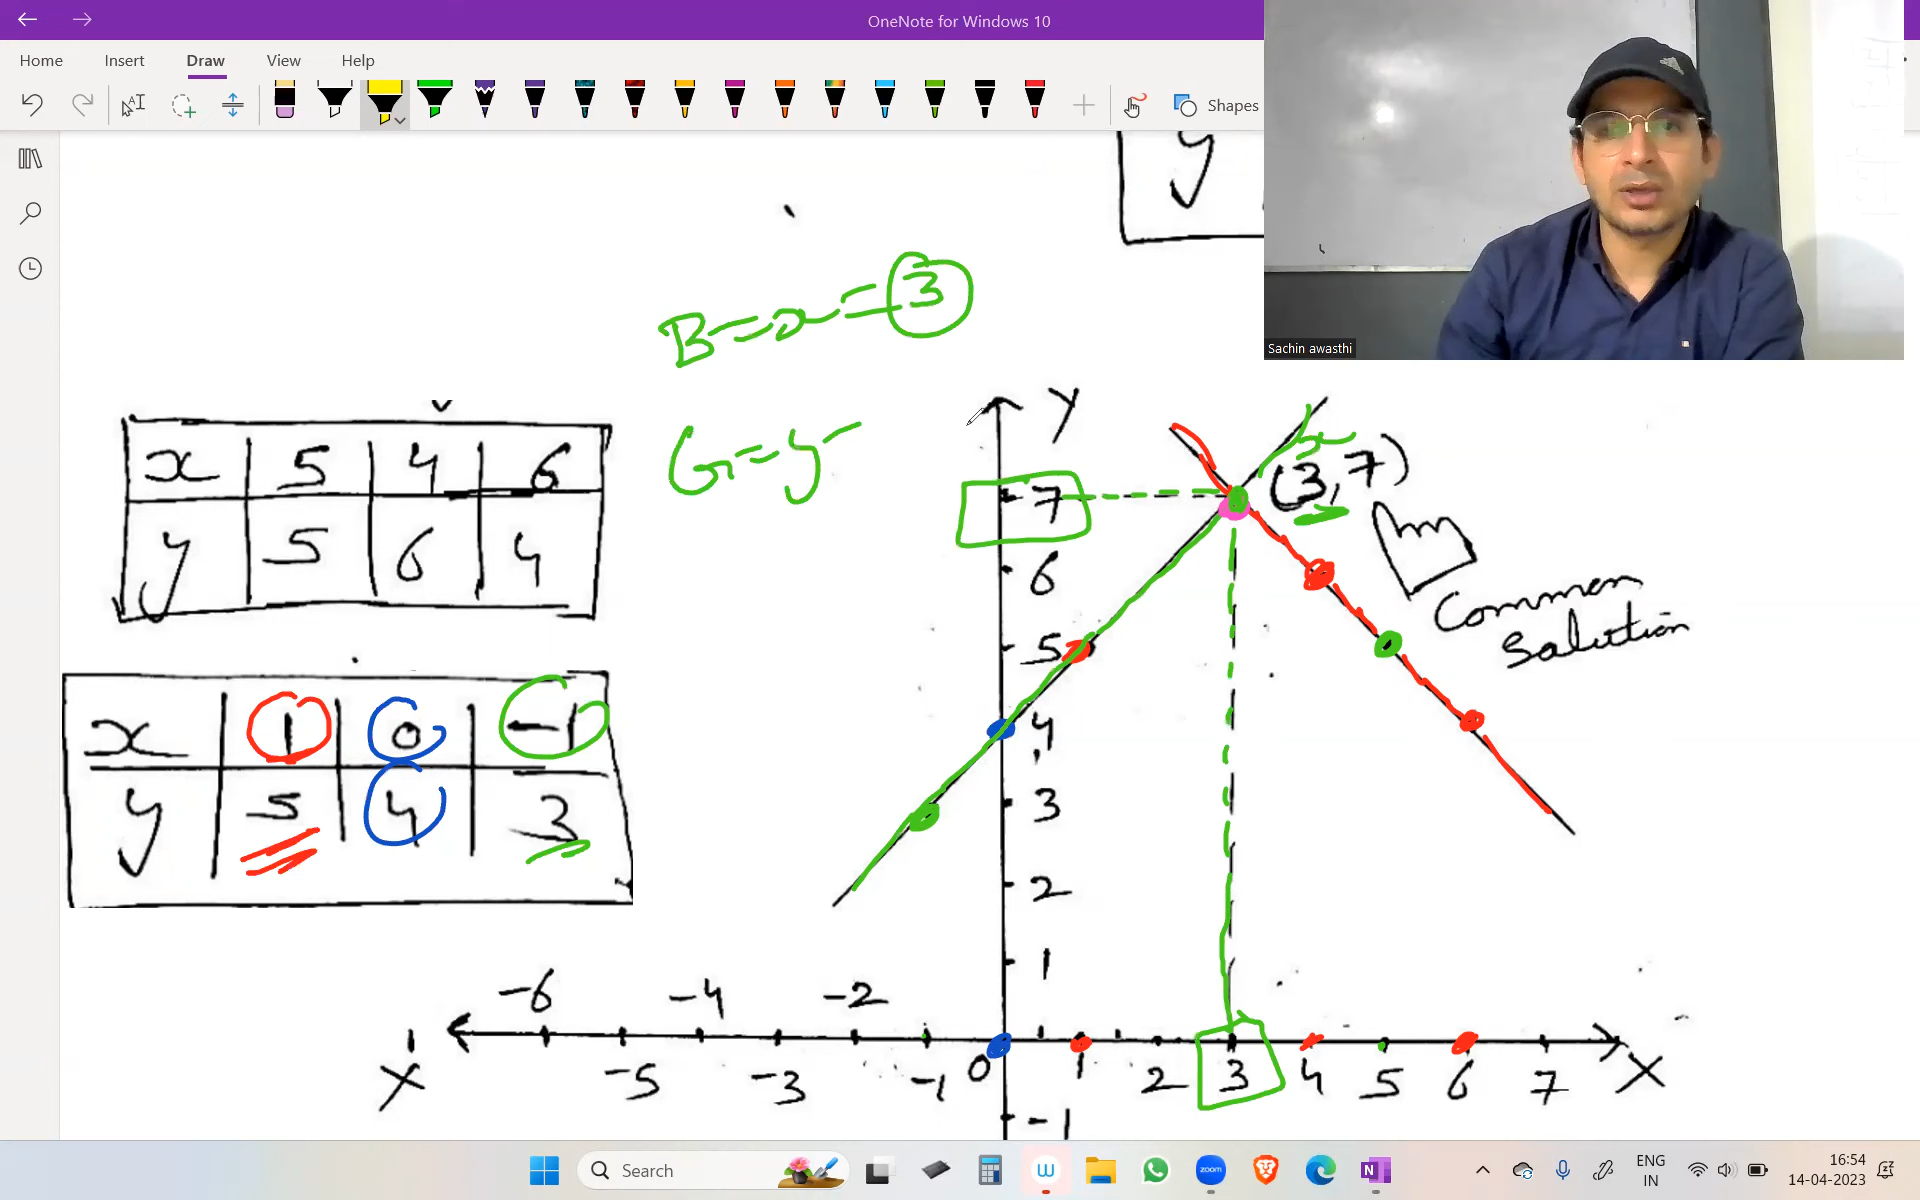 OneNote for Windows 10
Home Insert Draw View Help
Shapes
y
Sachin awasthi
B = x = 3
G = y =
x 5 4 6
y 5 6 4
x 1 0 -1
y 5 4 3
Y
(3,7)
Common
Solution
7
6
5
4
3
2
1
-6 -4 -2
X -5 -3 -1 0 1 2 3 4 5 6 7 X
-1
Search
zoom
ENG
IN
16:54
14-04-2023